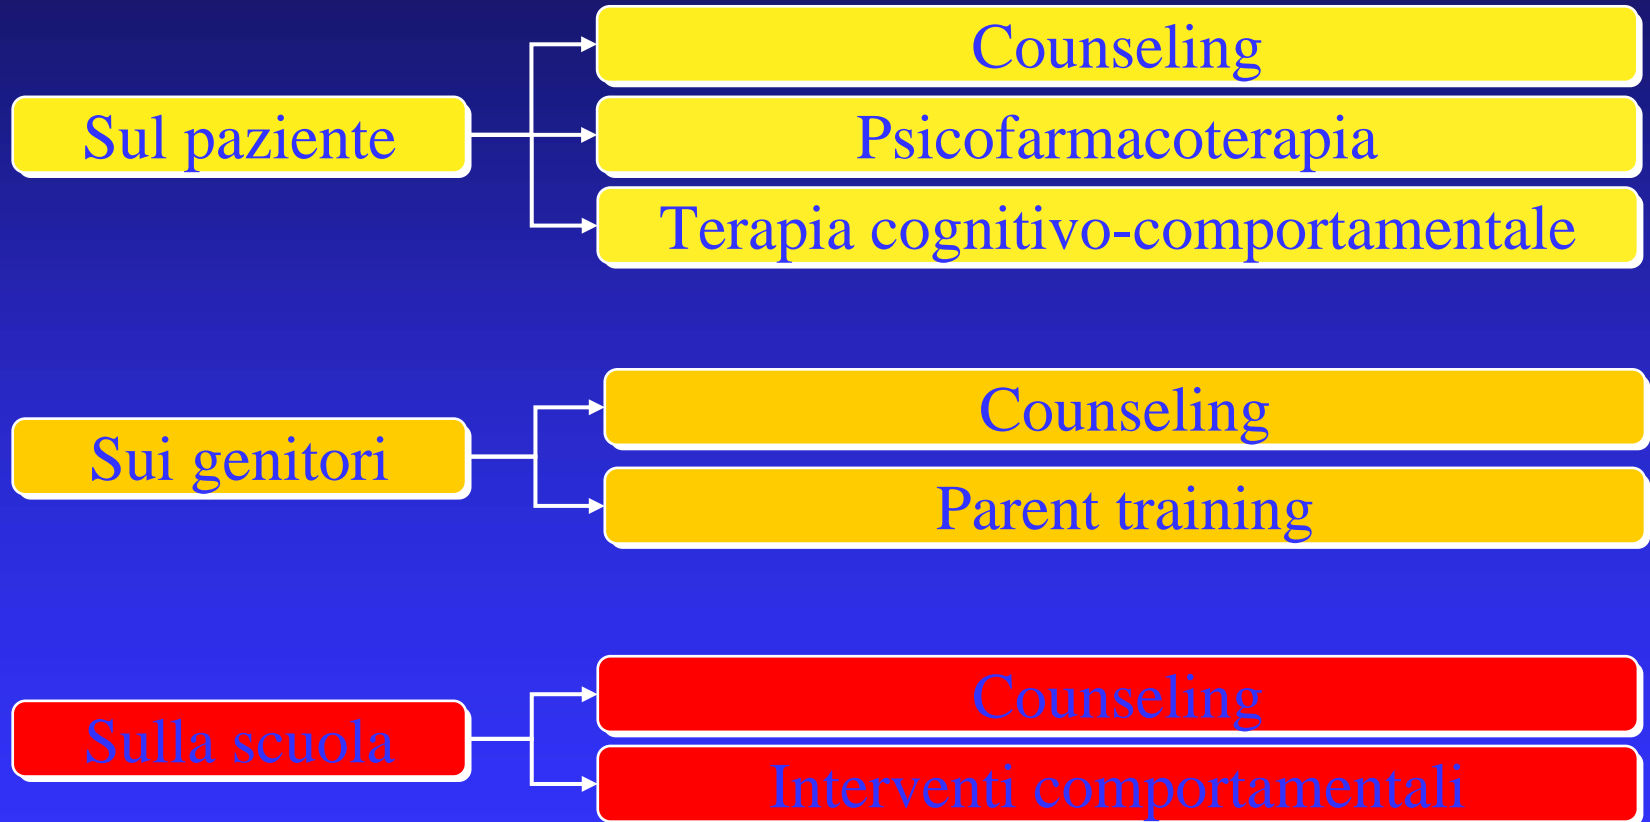 Sul paziente
Counseling
Psicofarmacoterapia
Terapia cognitivo-comportamentale
Sui genitori
Counseling
Parent training
Sulla scuola
Counseling
Interventi comportamentali